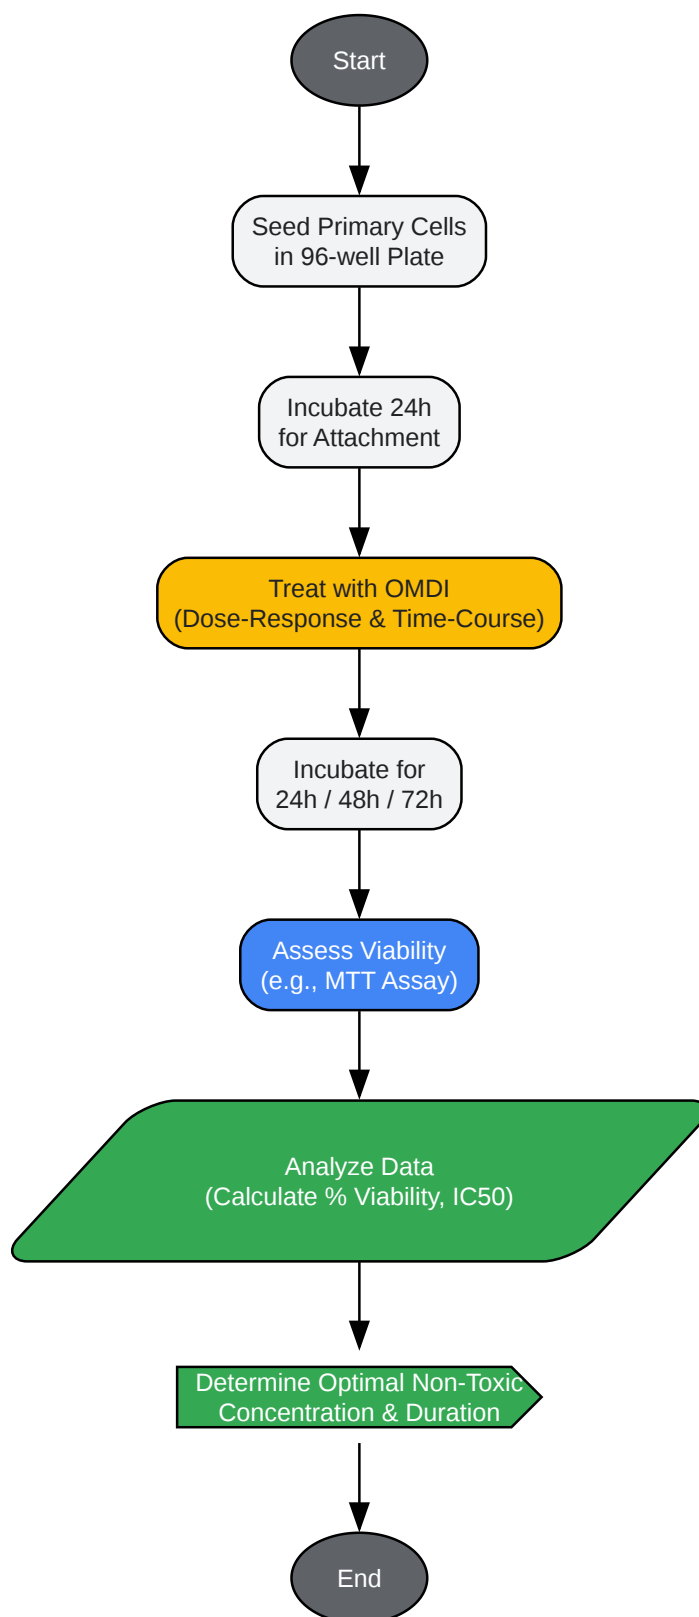 Start
Seed Primary Cells
in 96-well Plate
Incubate 24h
for Attachment
Treat with OMDI
(Dose-Response & Time-Course)
Incubate for
24h / 48h / 72h
Assess Viability
(e.g., MTT Assay)
Analyze Data
(Calculate % Viability, IC50)
Determine Optimal Non-Toxic
Concentration & Duration
End